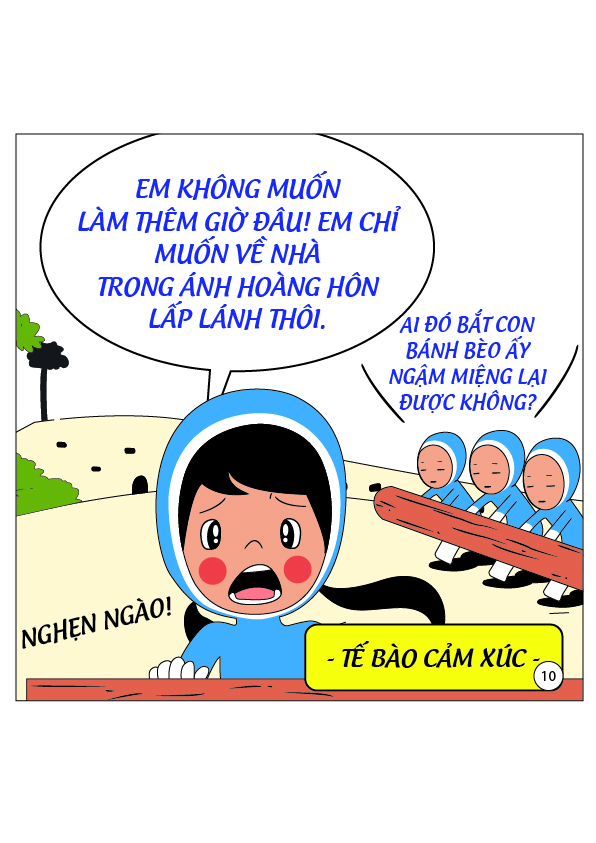 EM KHÔNG MUỐN
LÀM THÊM GIỜ ĐÂU! EM CHỈ
MUỐN VỀ NHÀ
TRONG ÁNH HOÀNG HÔN
LẤP LÁNH THÔI.
AI ĐÓ BẮT CON
BÁNH BÈO ẤY
NGẬM MIỆNG LẠI
ĐƯỢC KHÔNG?
NGHẸN NGÀO!
- TẾ BÀO CẢM XÚC -
10